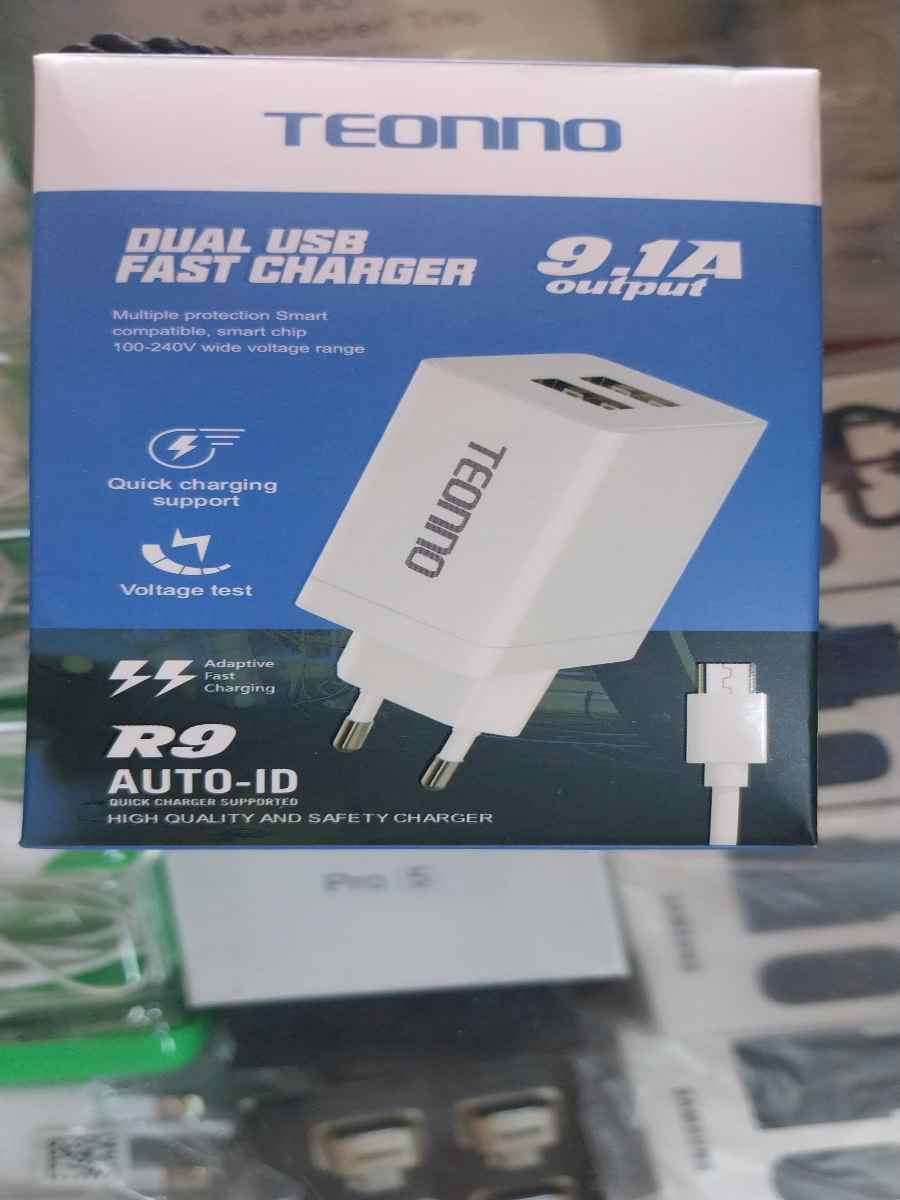 TEONNO
DUAL USB
FAST CHARGER
9.1A
output
Multiple protection Smart
compatible, smart chip
100-240V wide voltage range
TEONNO
Quick charging
support
Voltage test
Adaptive
Fast
Charging
R9
AUTO-ID
QUICK CHARGER SUPPORTED
HIGH QUALITY AND SAFETY CHARGER
Pro 5